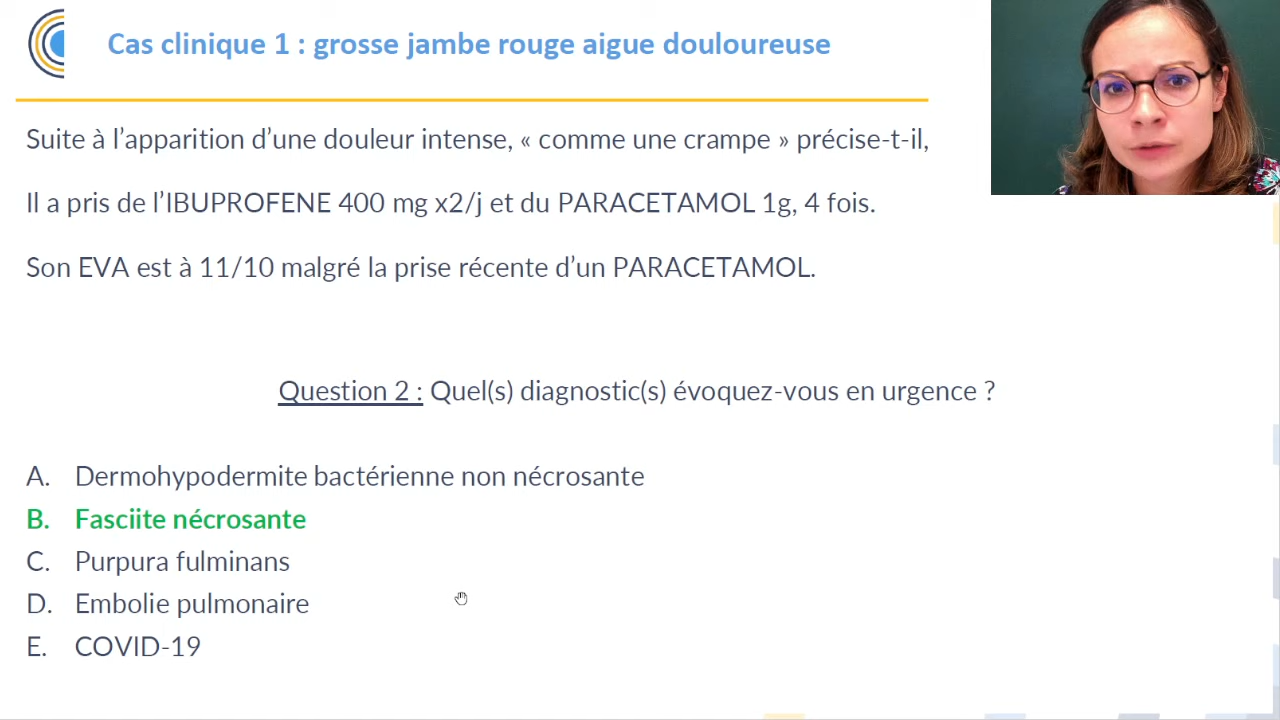 Cas clinique 1 : grosse jambe rouge aigue douloureuse
Suite à l’apparition d’une douleur intense, « comme une crampe » précise-t-il,
Il a pris de l’IBUPROFENE 400 mg x2/j et du PARACETAMOL 1g, 4 fois.
Son EVA est à 11/10 malgré la prise récente d’un PARACETAMOL.
Question 2 : Quel(s) diagnostic(s) évoquez-vous en urgence ?
A. Dermohypodermite bactérienne non nécrosante
B. Fasciite nécrosante
C. Purpura fulminans
D. Embolie pulmonaire
E. COVID-19